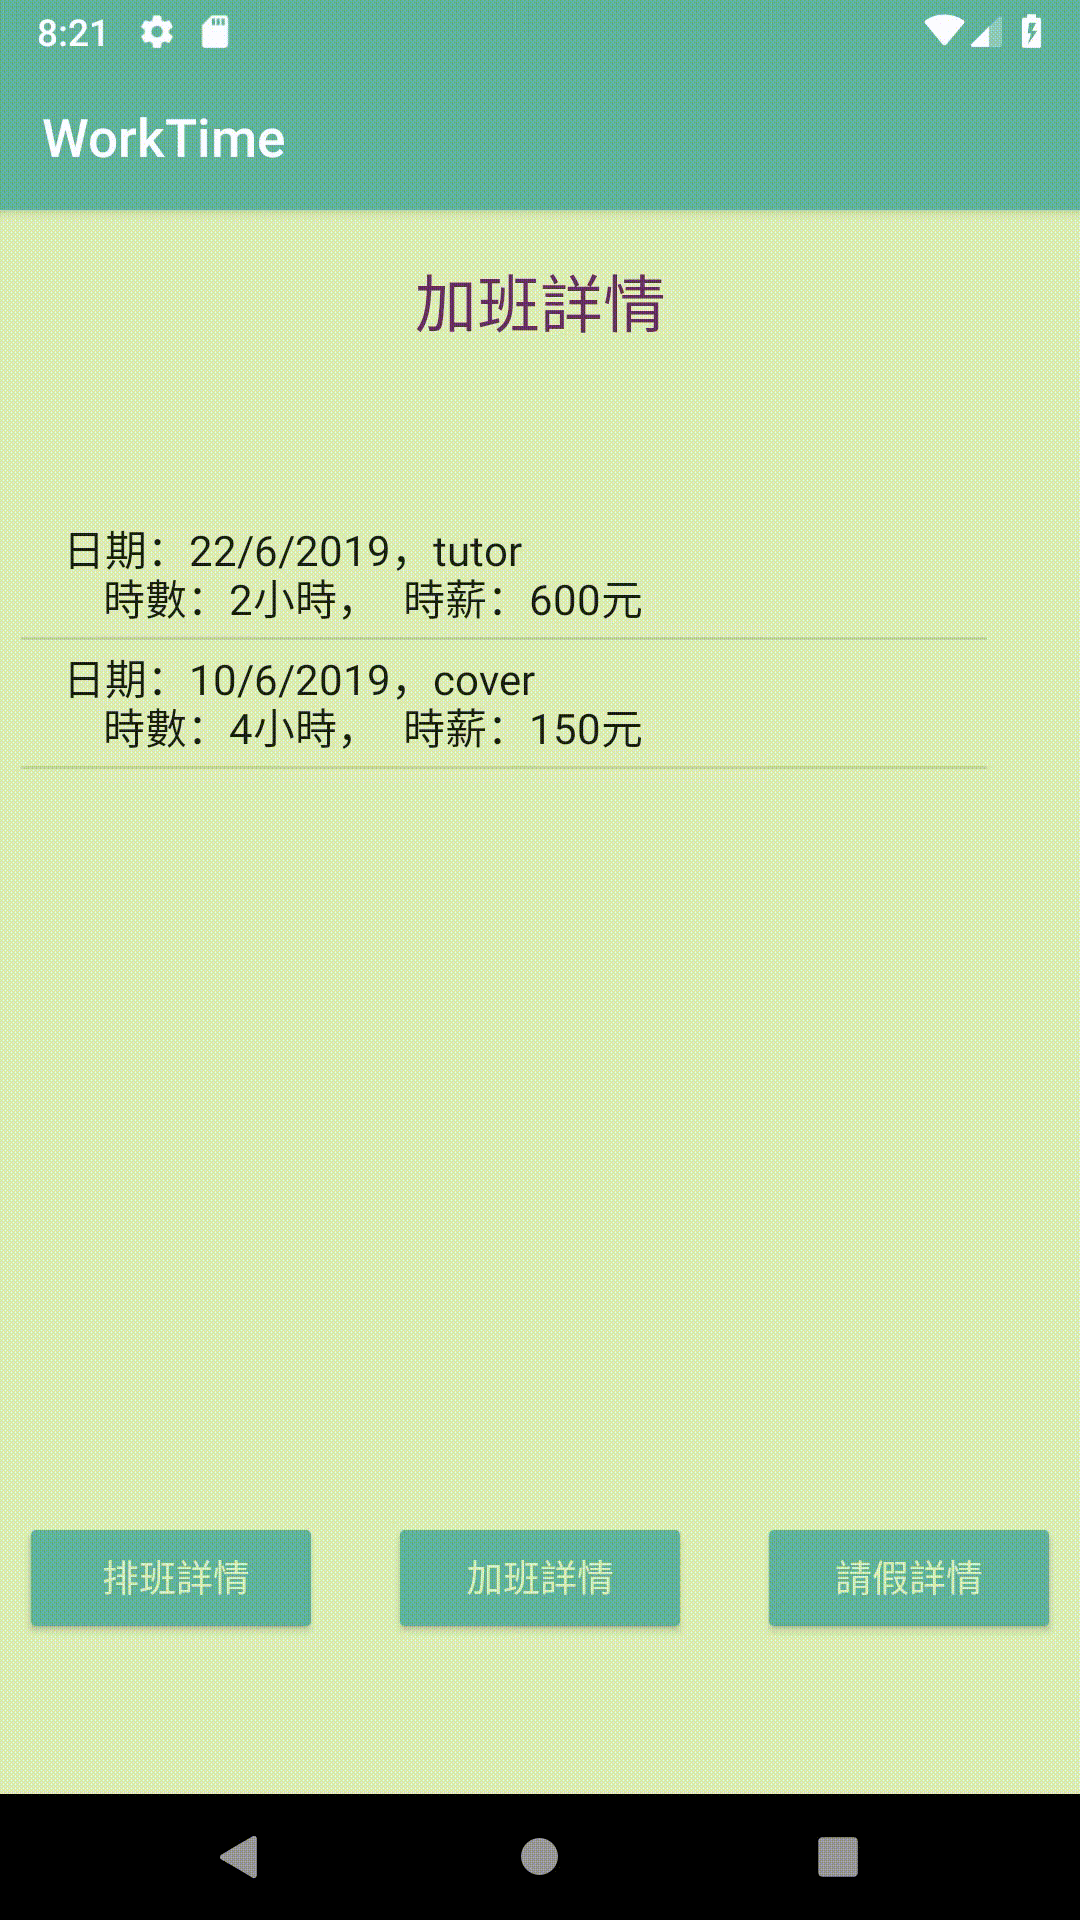 8:21
WorkTime
加班詳情
日期：22/6/2019，tutor
時數：2小時， 時薪：600元
日期：10/6/2019，cover
時數：4小時， 時薪：150元
排班詳情 加班詳情 請假詳情